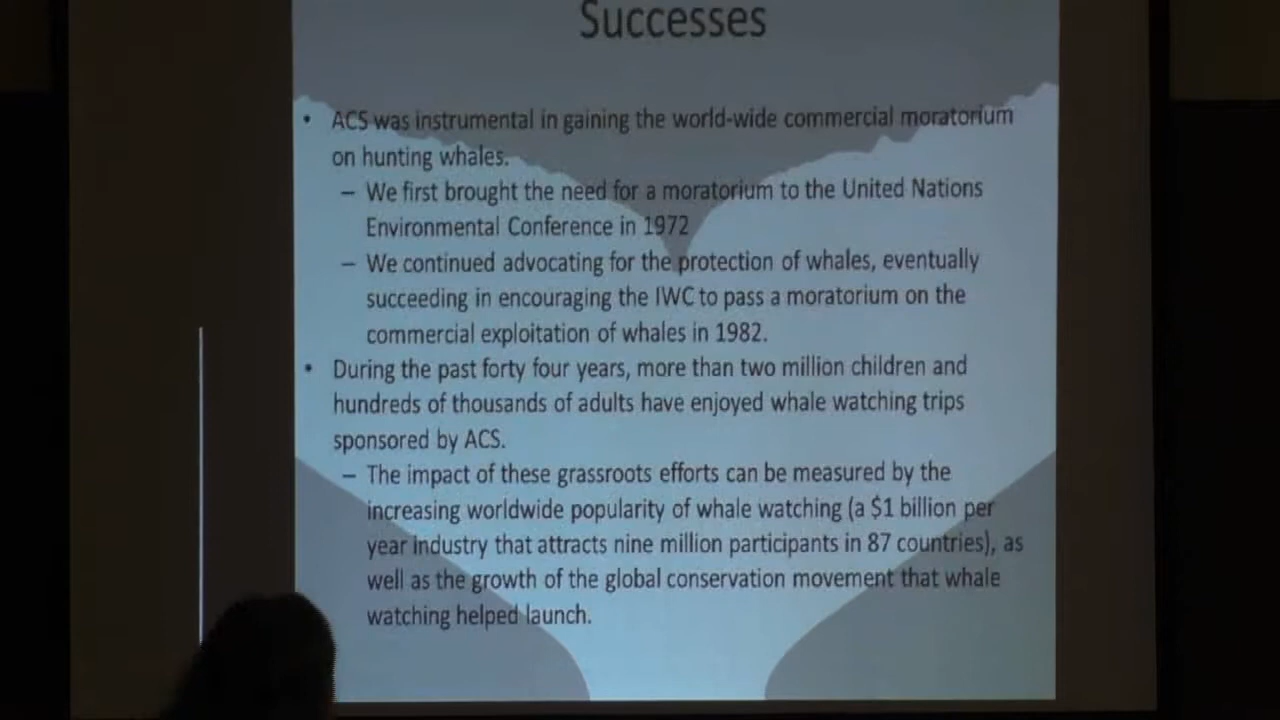 Successes
• ACS was instrumental in gaining the world-wide commercial moratorium
on hunting whales.
– We first brought the need for a moratorium to the United Nations
Environmental Conference in 1972
– We continued advocating for the protection of whales, eventually
succeeding in encouraging the IWC to pass a moratorium on the
commercial exploitation of whales in 1982.
• During the past forty four years, more than two million children and
hundreds of thousands of adults have enjoyed whale watching trips
sponsored by ACS.
– The impact of these grassroots efforts can be measured by the
increasing worldwide popularity of whale watching (a $1 billion per
year industry that attracts nine million participants in 87 countries), as
well as the growth of the global conservation movement that whale
watching helped launch.